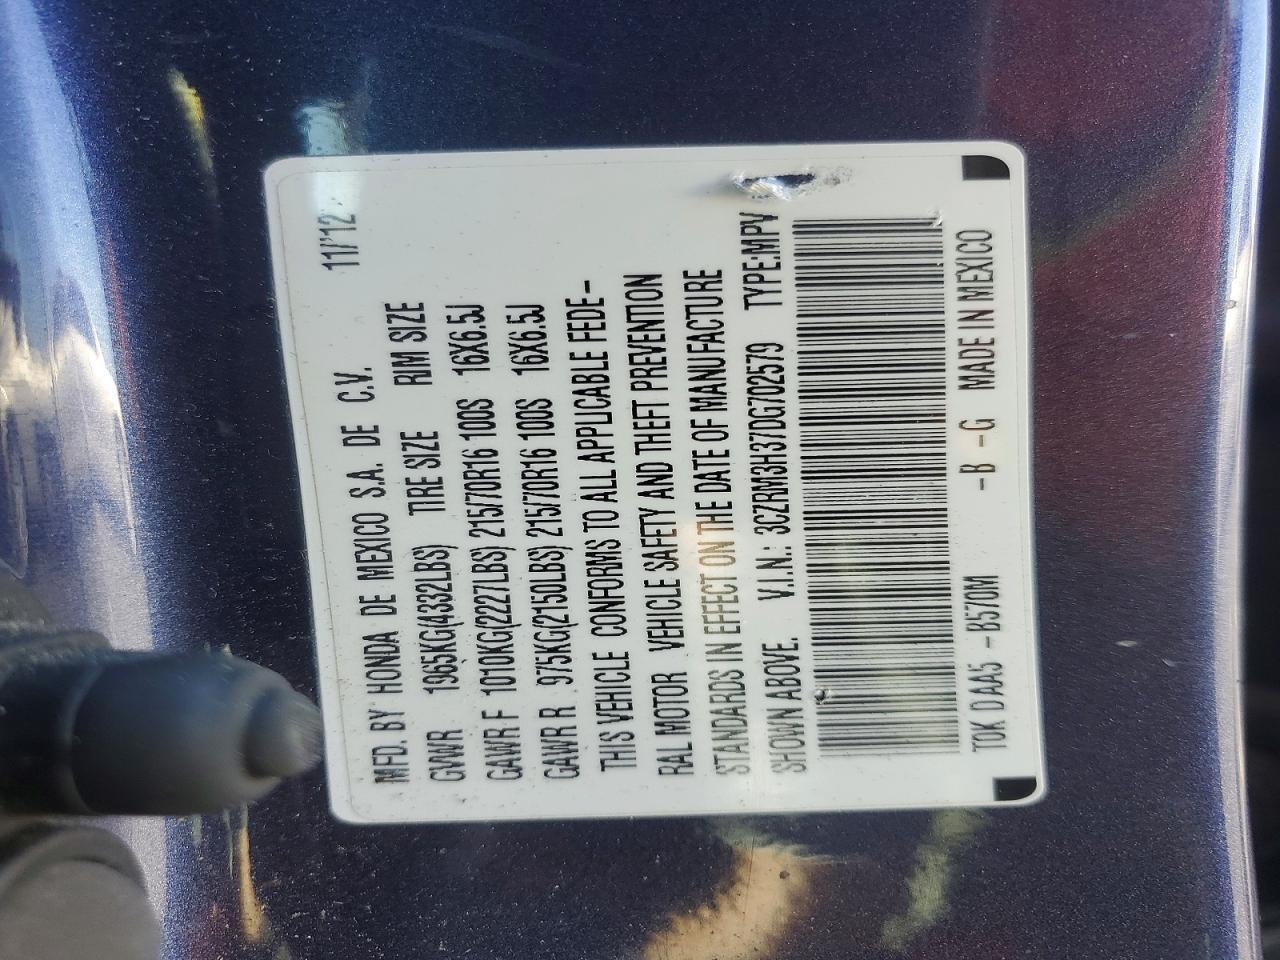 11/'12
MFD. BY HONDA DE MEXICO S.A. DE C.V.
GVWR 1965KG(4332LBS) TIRE SIZE RIM SIZE
GAWR F 1010KG(2227LBS) 215/70R16 100S 16X6.5J
GAWR R 975KG(2150LBS) 215/70R16 100S 16X6.5J
THIS VEHICLE CONFORMS TO ALL APPLICABLE FEDE-
RAL MOTOR VEHICLE SAFETY AND THEFT PREVENTION
STANDARDS IN EFFECT ON THE DATE OF MANUFACTURE
SHOWN ABOVE. V.I.N.: 3CZRM3H37DG702579 TYPE:MPV
T0K DAA5 -B570M -B -G MADE IN MEXICO